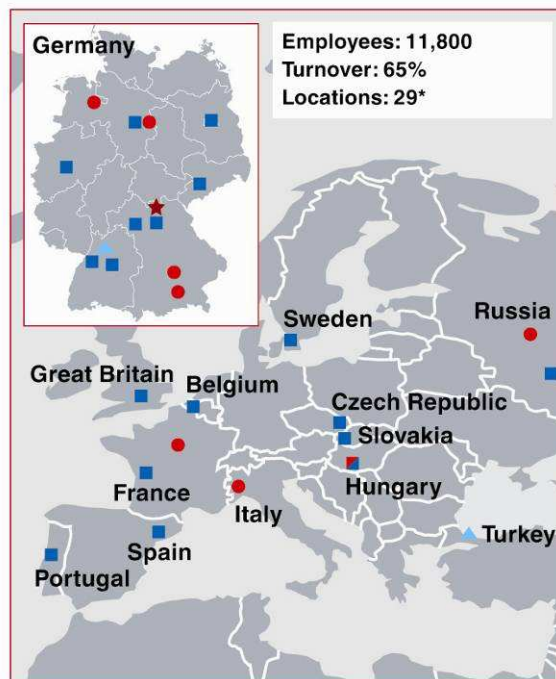 Germany
Employees: 11,800
Turnover: 65%
Locations: 29*
Sweden
Russia
Great Britain
Belgium
Czech Republic
Slovakia
France
Italy
Hungary
Spain
Turkey
Portugal